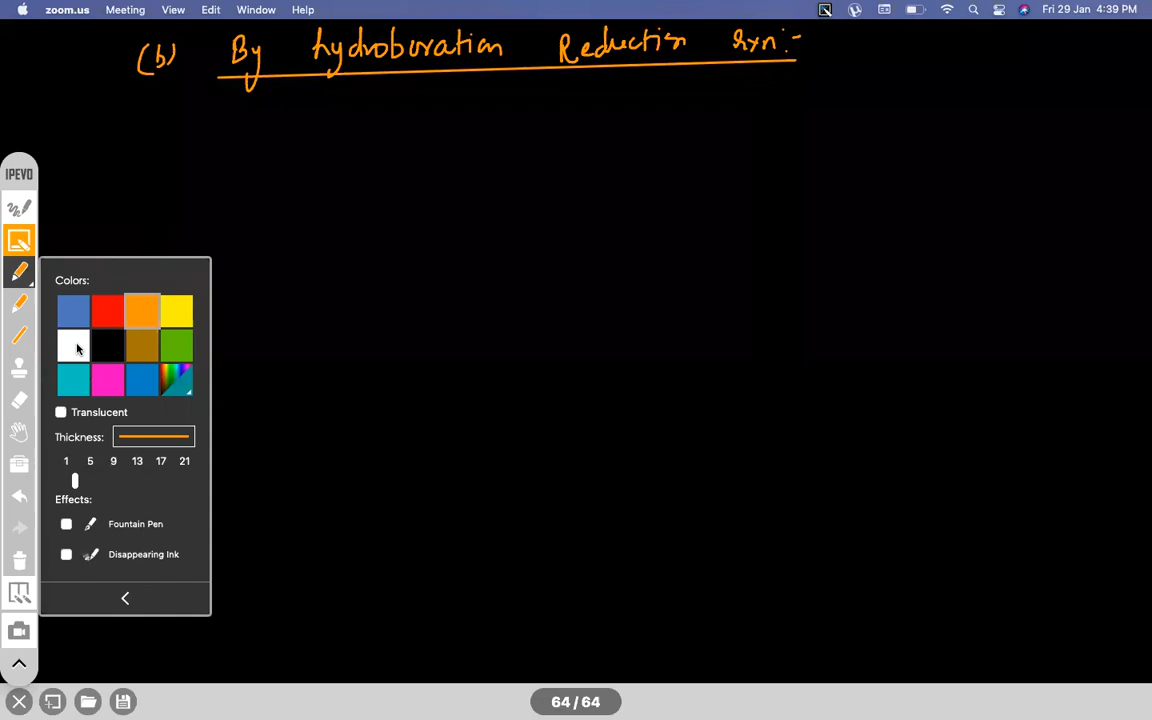 zoom.us Meeting View Edit Window Help Fri 29 Jan 4:39 PM
(b) By hydroboration Reduction rxn:-
IPEVO
Colors:
Translucent
Thickness:
1 5 9 13 17 21
Effects:
Fountain Pen
Disappearing Ink
64 / 64